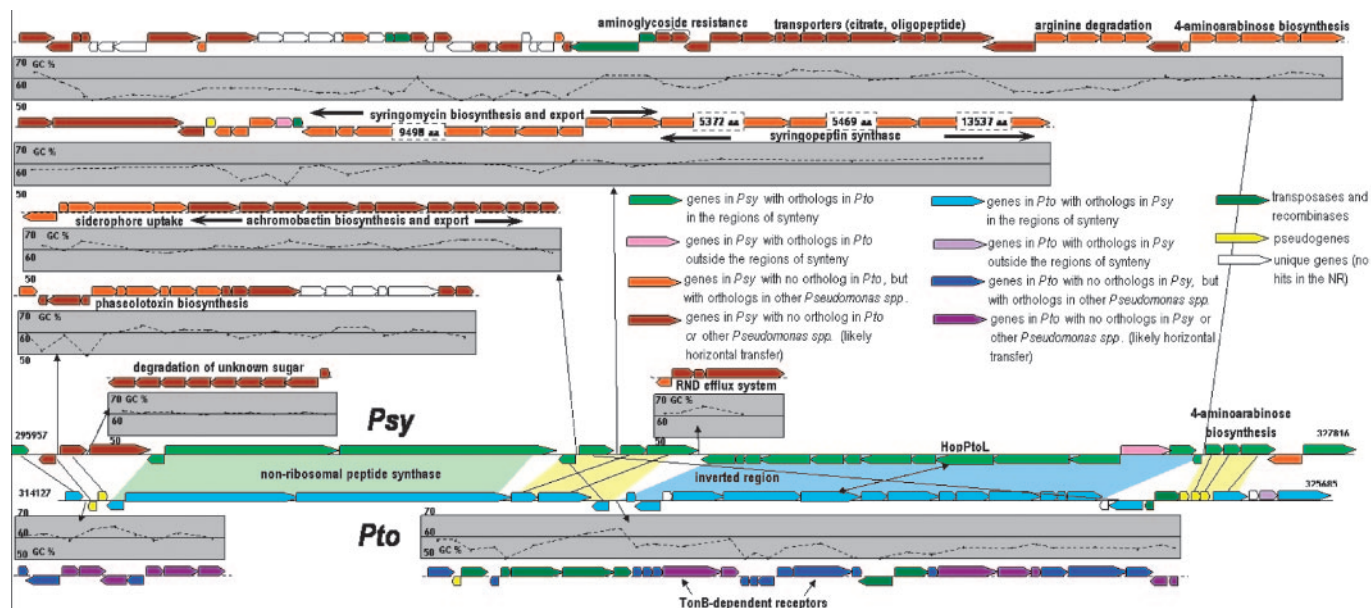 aminoglycoside resistance
transporters (citrate, oligopeptide)
arginine degradation
4-aminoarabinose biosynthesis
70 GC %
60
50
syringomycin biosynthesis and export
9498 aa
5372 aa
5469 aa
13537 aa
syringopeptin synthase
70 GC %
60
50
siderophore uptake
achromobactin biosynthesis and export
70 GC %
60
50
phaseolotoxin biosynthesis
70 GC %
60
50
genes in Psy with orthologs in Pto
in the regions of synteny
genes in Psy with orthologs in Pto
outside the regions of synteny
genes in Psy with no ortholog in Pto, but
with orthologs in other Pseudomonas spp.
genes in Psy with no ortholog in Pto
or other Pseudomonas spp. (likely
horizontal transfer)
genes in Pto with orthologs in Psy
in the regions of synteny
genes in Pto with orthologs in Psy
outside the regions of synteny
genes in Pto with no orthologs in Psy, but
with orthologs in other Pseudomonas spp.
genes in Pto with no orthologs in Psy or
other Pseudomonas spp. (likely horizontal
transfer)
transposases and
recombinases
pseudogenes
unique genes (no
hits in the NR)
degradation of unknown sugar
70 GC %
60
50
RND efflux system
70 GC %
60
50
Psy
295957
HopPtoL
4-aminoarabinose
biosynthesis
327816
non-ribosomal peptide synthase
inverted region
314127
325685
Pto
70
60
50 GC %
70
60
50 GC %
TonB-dependent receptors